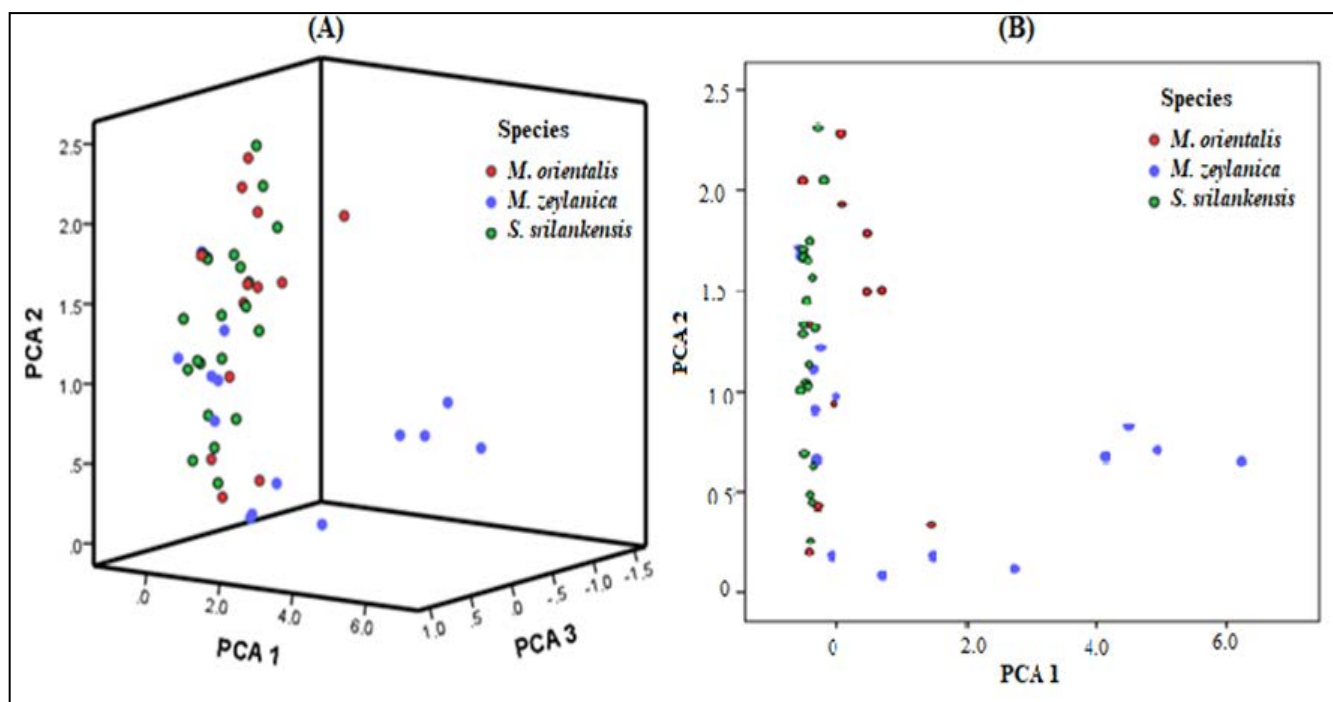 (A)
Species
M. orientalis
M. zeylanica
S. srilankensis
2.5
2.0
1.5
1.0
.5
.0
PCA 2
.0
2.0
4.0
6.0
PCA 1
1.0
.5
.0
-.5
-1.0
-1.5
PCA 3
(B)
Species
M. orientalis
M. zeylanica
S. srilankensis
2.5
2.0
1.5
1.0
0.5
0
PCA 2
0
2.0
4.0
6.0
PCA 1